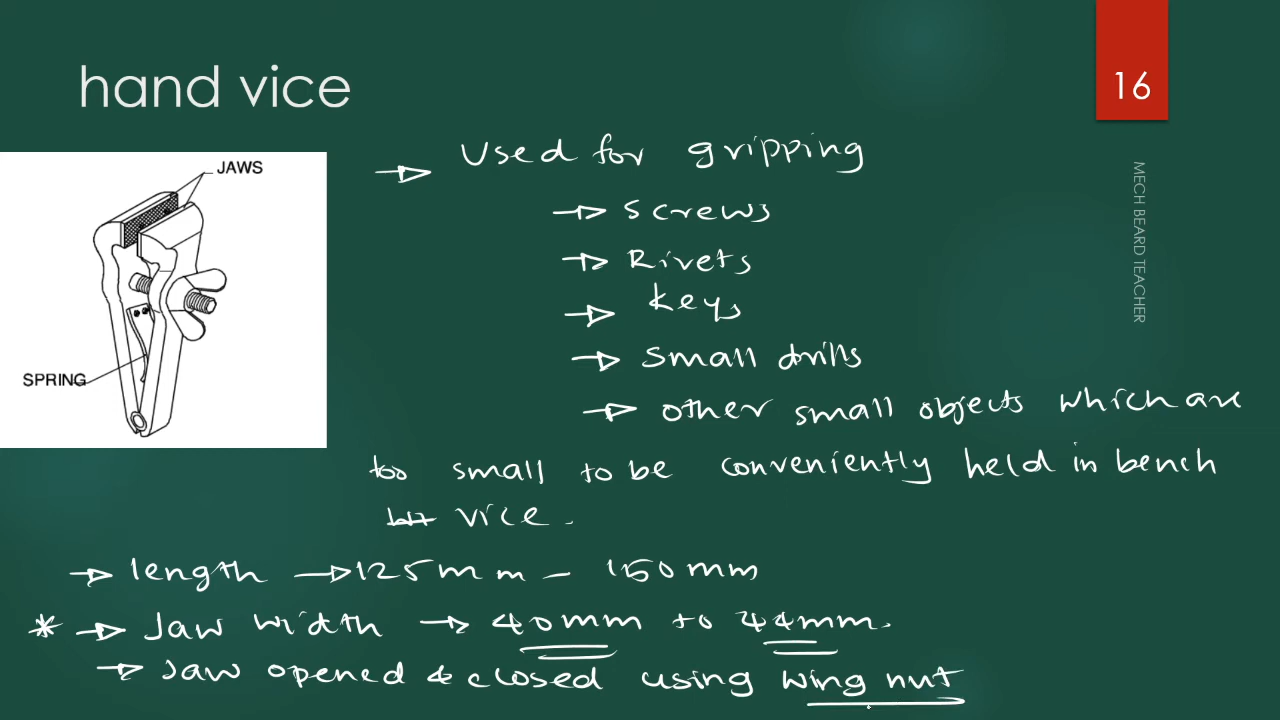 hand vice
16
JAWS
SPRING
MECH BEARD TEACHER
→ Used for gripping
→ Screws
→ Rivets
→ keys
→ Small drills
→ other small objects which are
too small to be conveniently held in bench
vice.
→ length → 125mm - 150mm
* → Jaw width → 40mm to 44mm.
→ Jaw opened & closed using wing nut